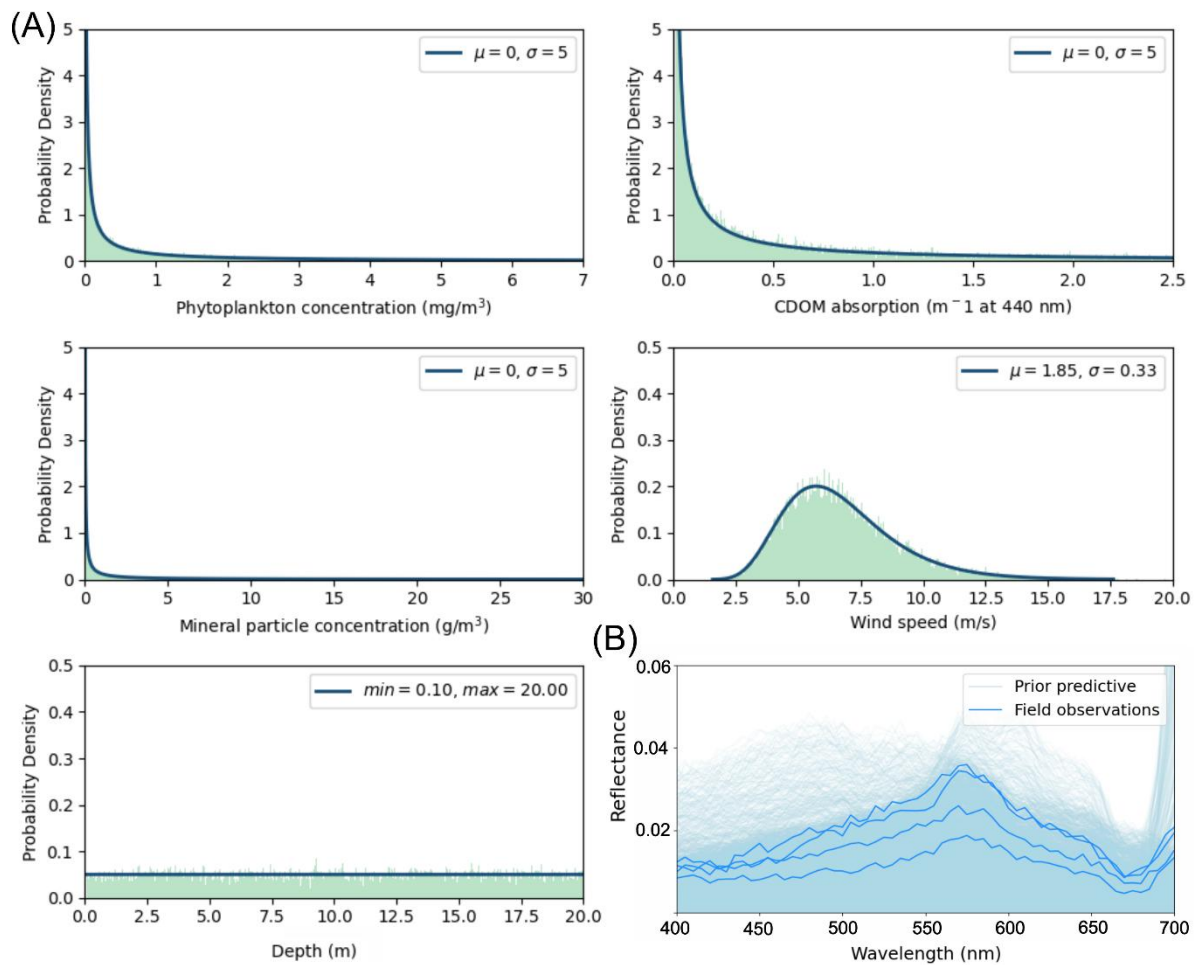 (A)
5
4
3
2
1
0
Probability Density
μ = 0, σ = 5
0 1 2 3 4 5 6 7
Phytoplankton concentration (mg/m³)
5
4
3
2
1
0
Probability Density
μ = 0, σ = 5
0.0 0.5 1.0 1.5 2.0 2.5
CDOM absorption (m⁻1 at 440 nm)
5
4
3
2
1
0
Probability Density
μ = 0, σ = 5
0 5 10 15 20 25 30
Mineral particle concentration (g/m³)
0.5
0.4
0.3
0.2
0.1
0.0
Probability Density
μ = 1.85, σ = 0.33
0.0 2.5 5.0 7.5 10.0 12.5 15.0 17.5 20.0
Wind speed (m/s)
0.5
0.4
0.3
0.2
0.1
0.0
Probability Density
min = 0.10, max = 20.00
0.0 2.5 5.0 7.5 10.0 12.5 15.0 17.5 20.0
Depth (m)
(B)
0.06
0.04
0.02
Reflectance
Prior predictive
Field observations
400 450 500 550 600 650 700
Wavelength (nm)